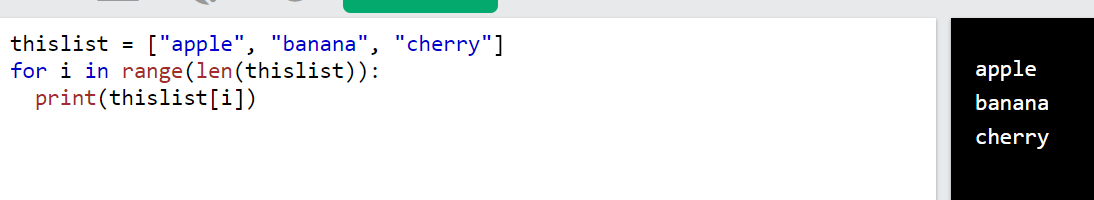 thislist = ["apple", "banana", "cherry"]
for i in range(len(thislist)):
  print(thislist[i])
apple
banana
cherry